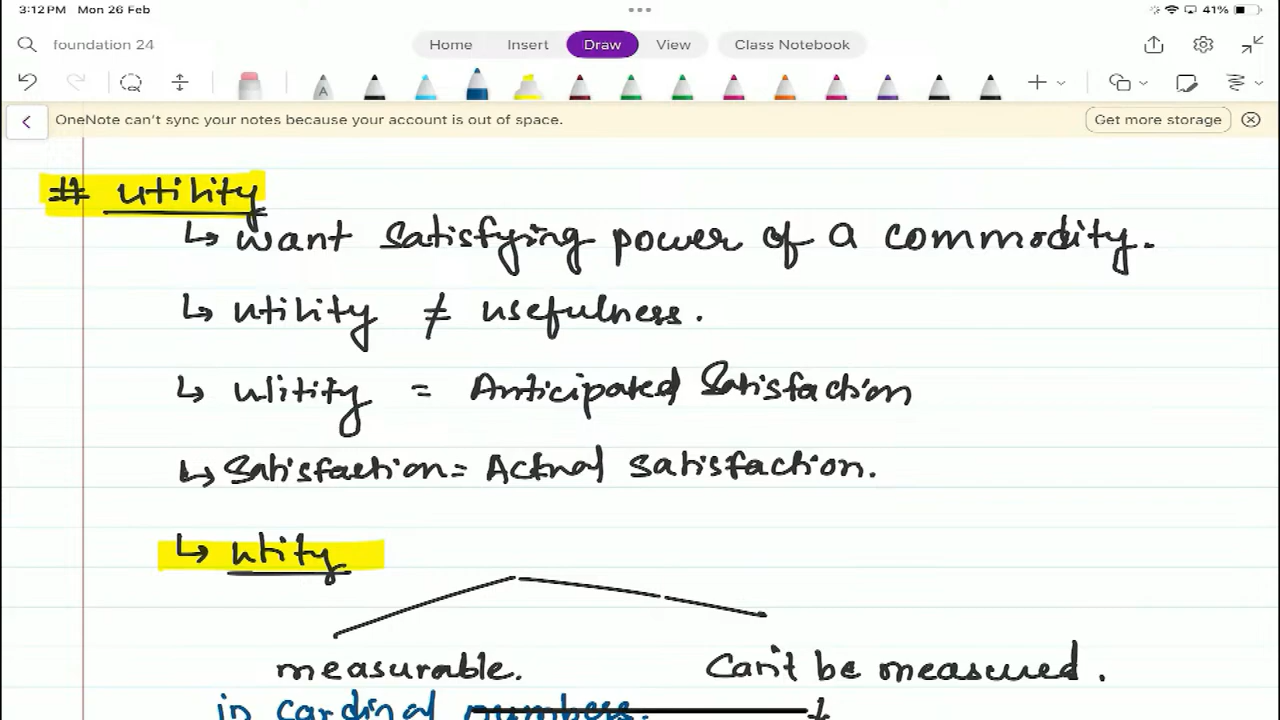 3:12 PM Mon 26 Feb 41%
foundation 24 Home Insert Draw View Class Notebook
A
OneNote can't sync your notes because your account is out of space. Get more storage
# utility
↳ want satisfying power of a commodity.
↳ utility ≠ usefulness.
↳ Ulitity = Anticipated Satisfaction
↳ Satisfaction = Actual satisfaction.
↳ utity
measurable. Can't be measured.
in cardinal numbers.